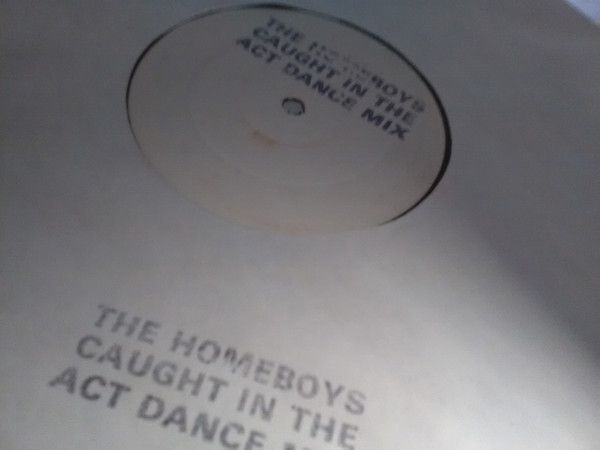 THE HOMEBOYS
CAUGHT IN THE
ACT DANCE MIX
THE HOMEBOYS
CAUGHT IN THE
ACT DANCE